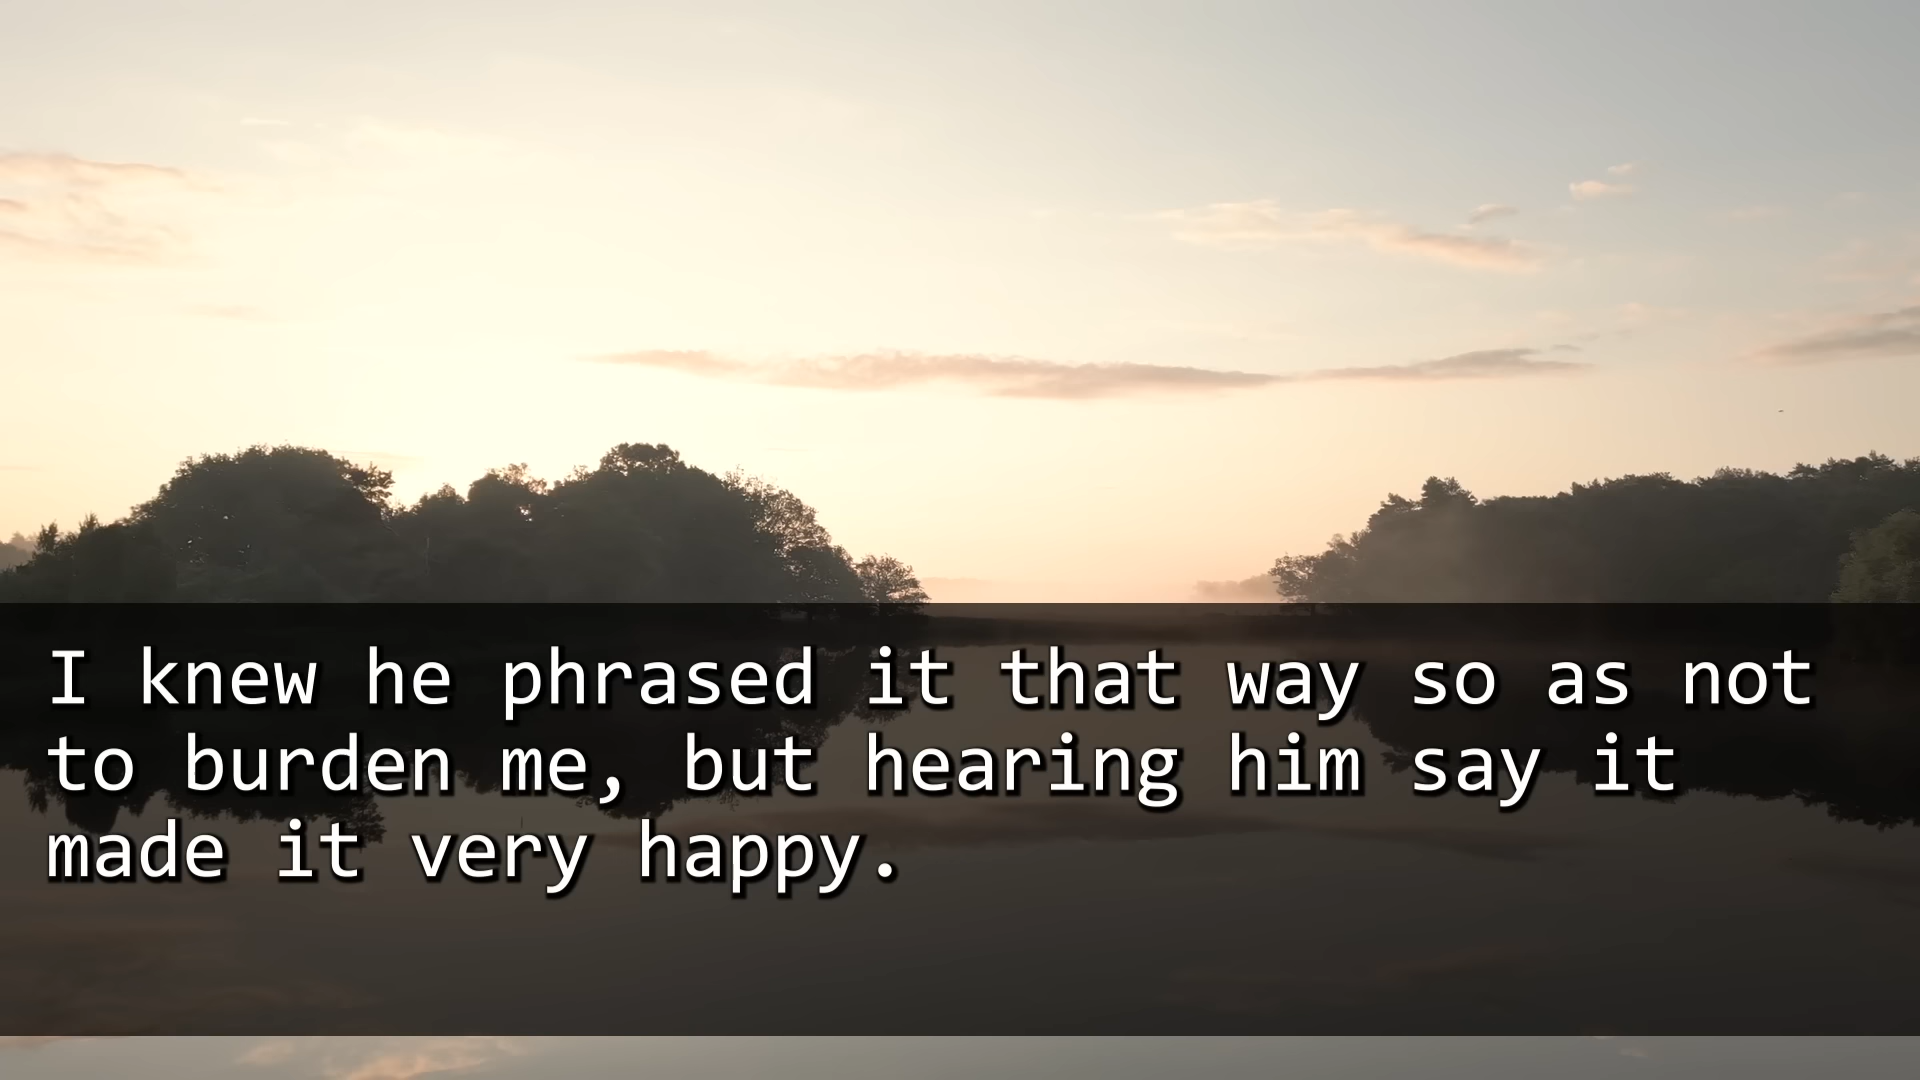 I knew he phrased it that way so as not
to burden me, but hearing him say it
made it very happy.